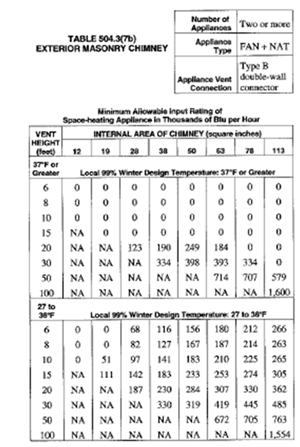 TABLE 504.3(7b)
EXTERIOR MASONRY CHIMNEY
Number of Appliances Two or more
Appliance Type FAN + NAT
Appliance Vent Connection Type B double-wall connector
Minimum Allowable Input Rating of
Space-heating Appliance in Thousands of Btu per Hour
VENT HEIGHT (feet) INTERNAL AREA OF CHIMNEY (square inches)
12 19 28 38 50 63 78 113
37°F or Greater Local 99% Winter Design Temperature: 37°F or Greater
6 0 0 0 0 0 0 0 0
8 0 0 0 0 0 0 0 0
10 0 0 0 0 0 0 0 0
15 NA 0 0 0 0 0 0 0
20 NA NA 123 190 249 184 0 0
30 NA NA NA 334 398 393 334 0
50 NA NA NA NA NA 714 707 579
100 NA NA NA NA NA NA NA 1,600
27 to 36°F Local 99% Winter Design Temperature: 27 to 36°F
6 0 0 68 116 156 180 212 266
8 0 0 82 127 167 187 214 263
10 0 51 97 141 183 210 225 265
15 NA 111 142 183 233 253 274 305
20 NA NA 187 230 284 307 330 362
30 NA NA NA 330 319 419 445 485
50 NA NA NA NA NA 672 705 763
100 NA NA NA NA NA NA NA 1,554